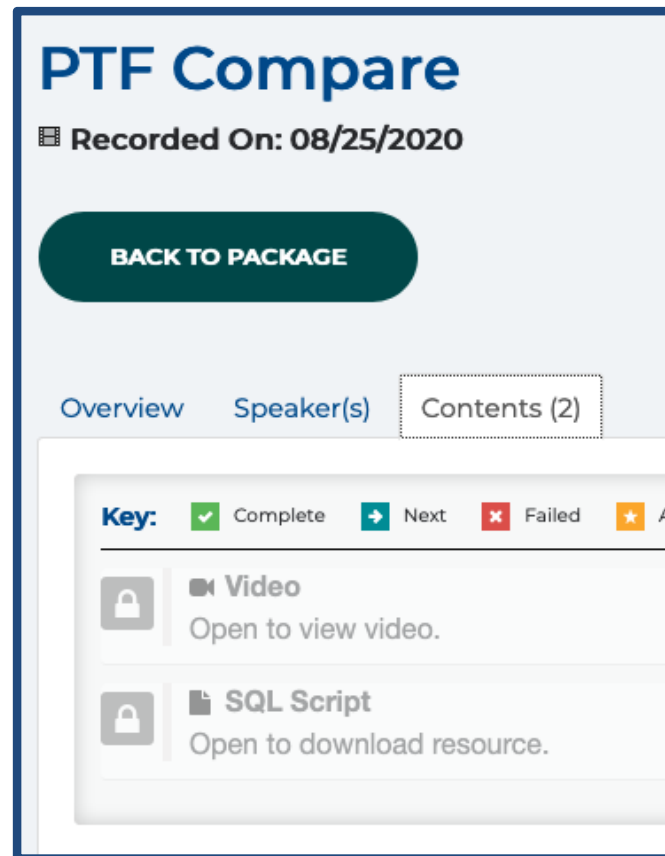 PTF Compare
Recorded On: 08/25/2020
BACK TO PACKAGE
Overview Speaker(s) Contents (2)
Key: Complete Next Failed
Video
Open to view video.
SQL Script
Open to download resource.